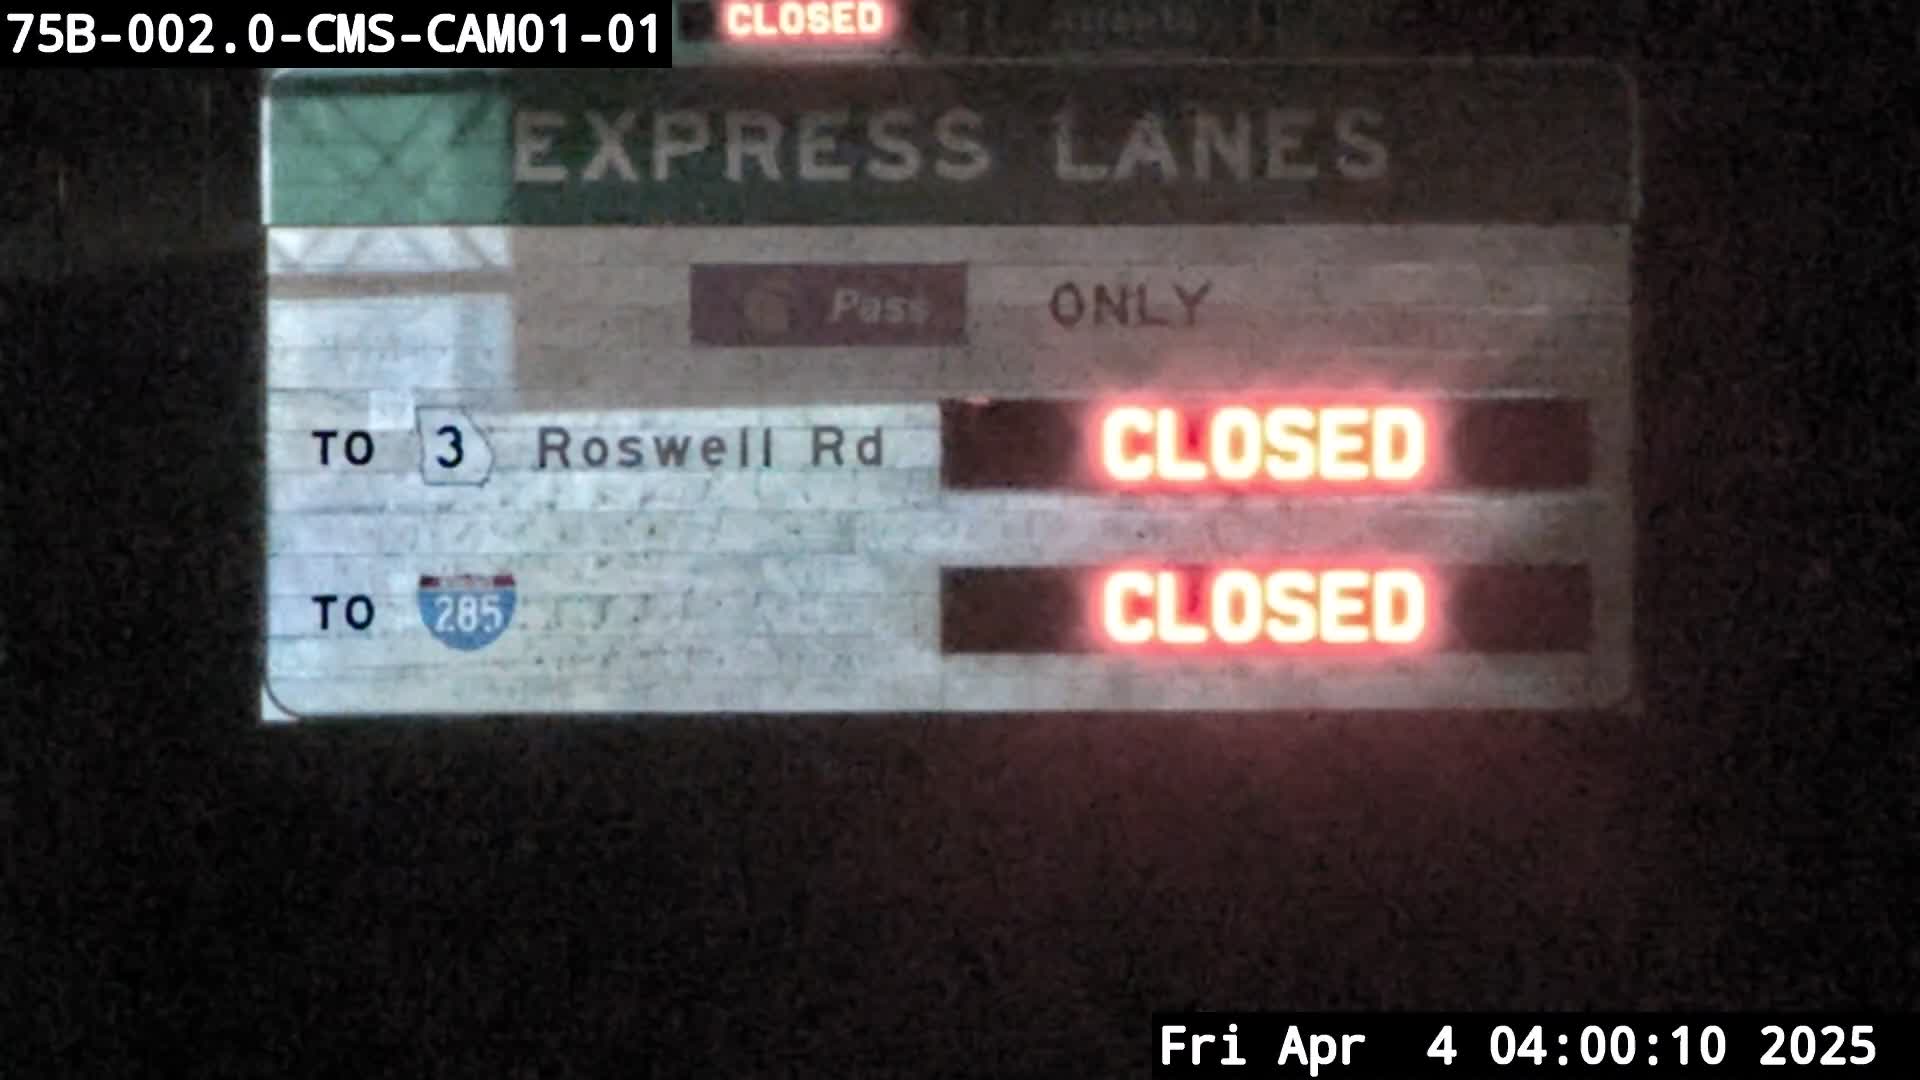 75B-002.0-CMS-CAM01-01
CLOSED
EXPRESS LANES
Pass ONLY
TO 3 Roswell Rd CLOSED
TO 285 CLOSED
Fri Apr 4 04:00:10 2025